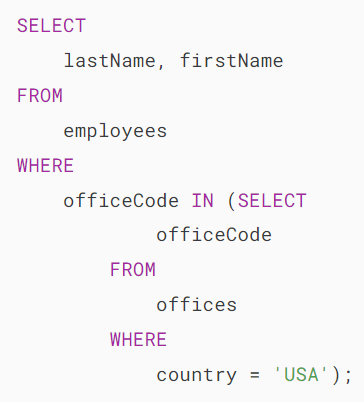 SELECT
    lastName, firstName
FROM
    employees
WHERE
    officeCode IN (SELECT
            officeCode
        FROM
            offices
        WHERE
            country = 'USA');